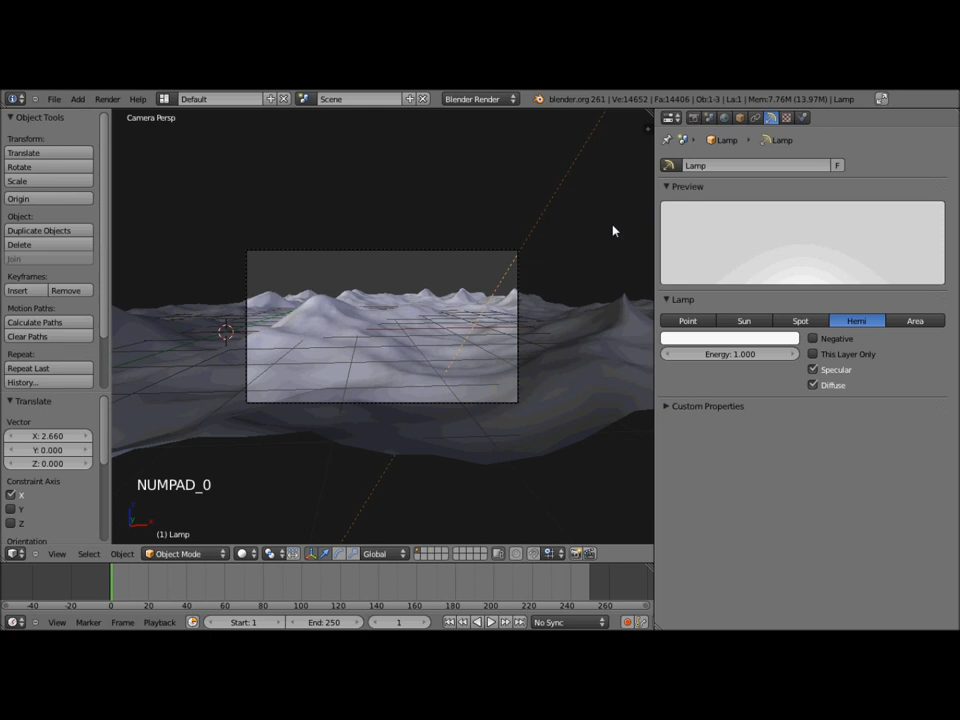 File Add Render Help Default Scene Blender Render blender.org 261 | Ve:14652 | Fa:14406 | Ob:1-3 | La:1 | Mem:7.76M (13.97M) | Lamp
Object Tools
Transform:
Translate
Rotate
Scale
Origin
Object:
Duplicate Objects
Delete
Join
Keyframes:
Insert Remove
Motion Paths:
Calculate Paths
Clear Paths
Repeat:
Repeat Last
History...
Translate
Vector
X: 2.660
Y: 0.000
Z: 0.000
Constraint Axis
X
Y
Z
Orientation
Camera Persp
NUMPAD_0
(1) Lamp
View Select Object Object Mode Global
Lamp Lamp
Lamp F
Preview
Lamp
Point Sun Spot Hemi Area
Negative
Energy: 1.000 This Layer Only
Specular
Diffuse
Custom Properties
-40 -20 0 20 40 60 80 100 120 140 160 180 200 220 240 260
View Marker Frame Playback Start: 1 End: 250 1 No Sync